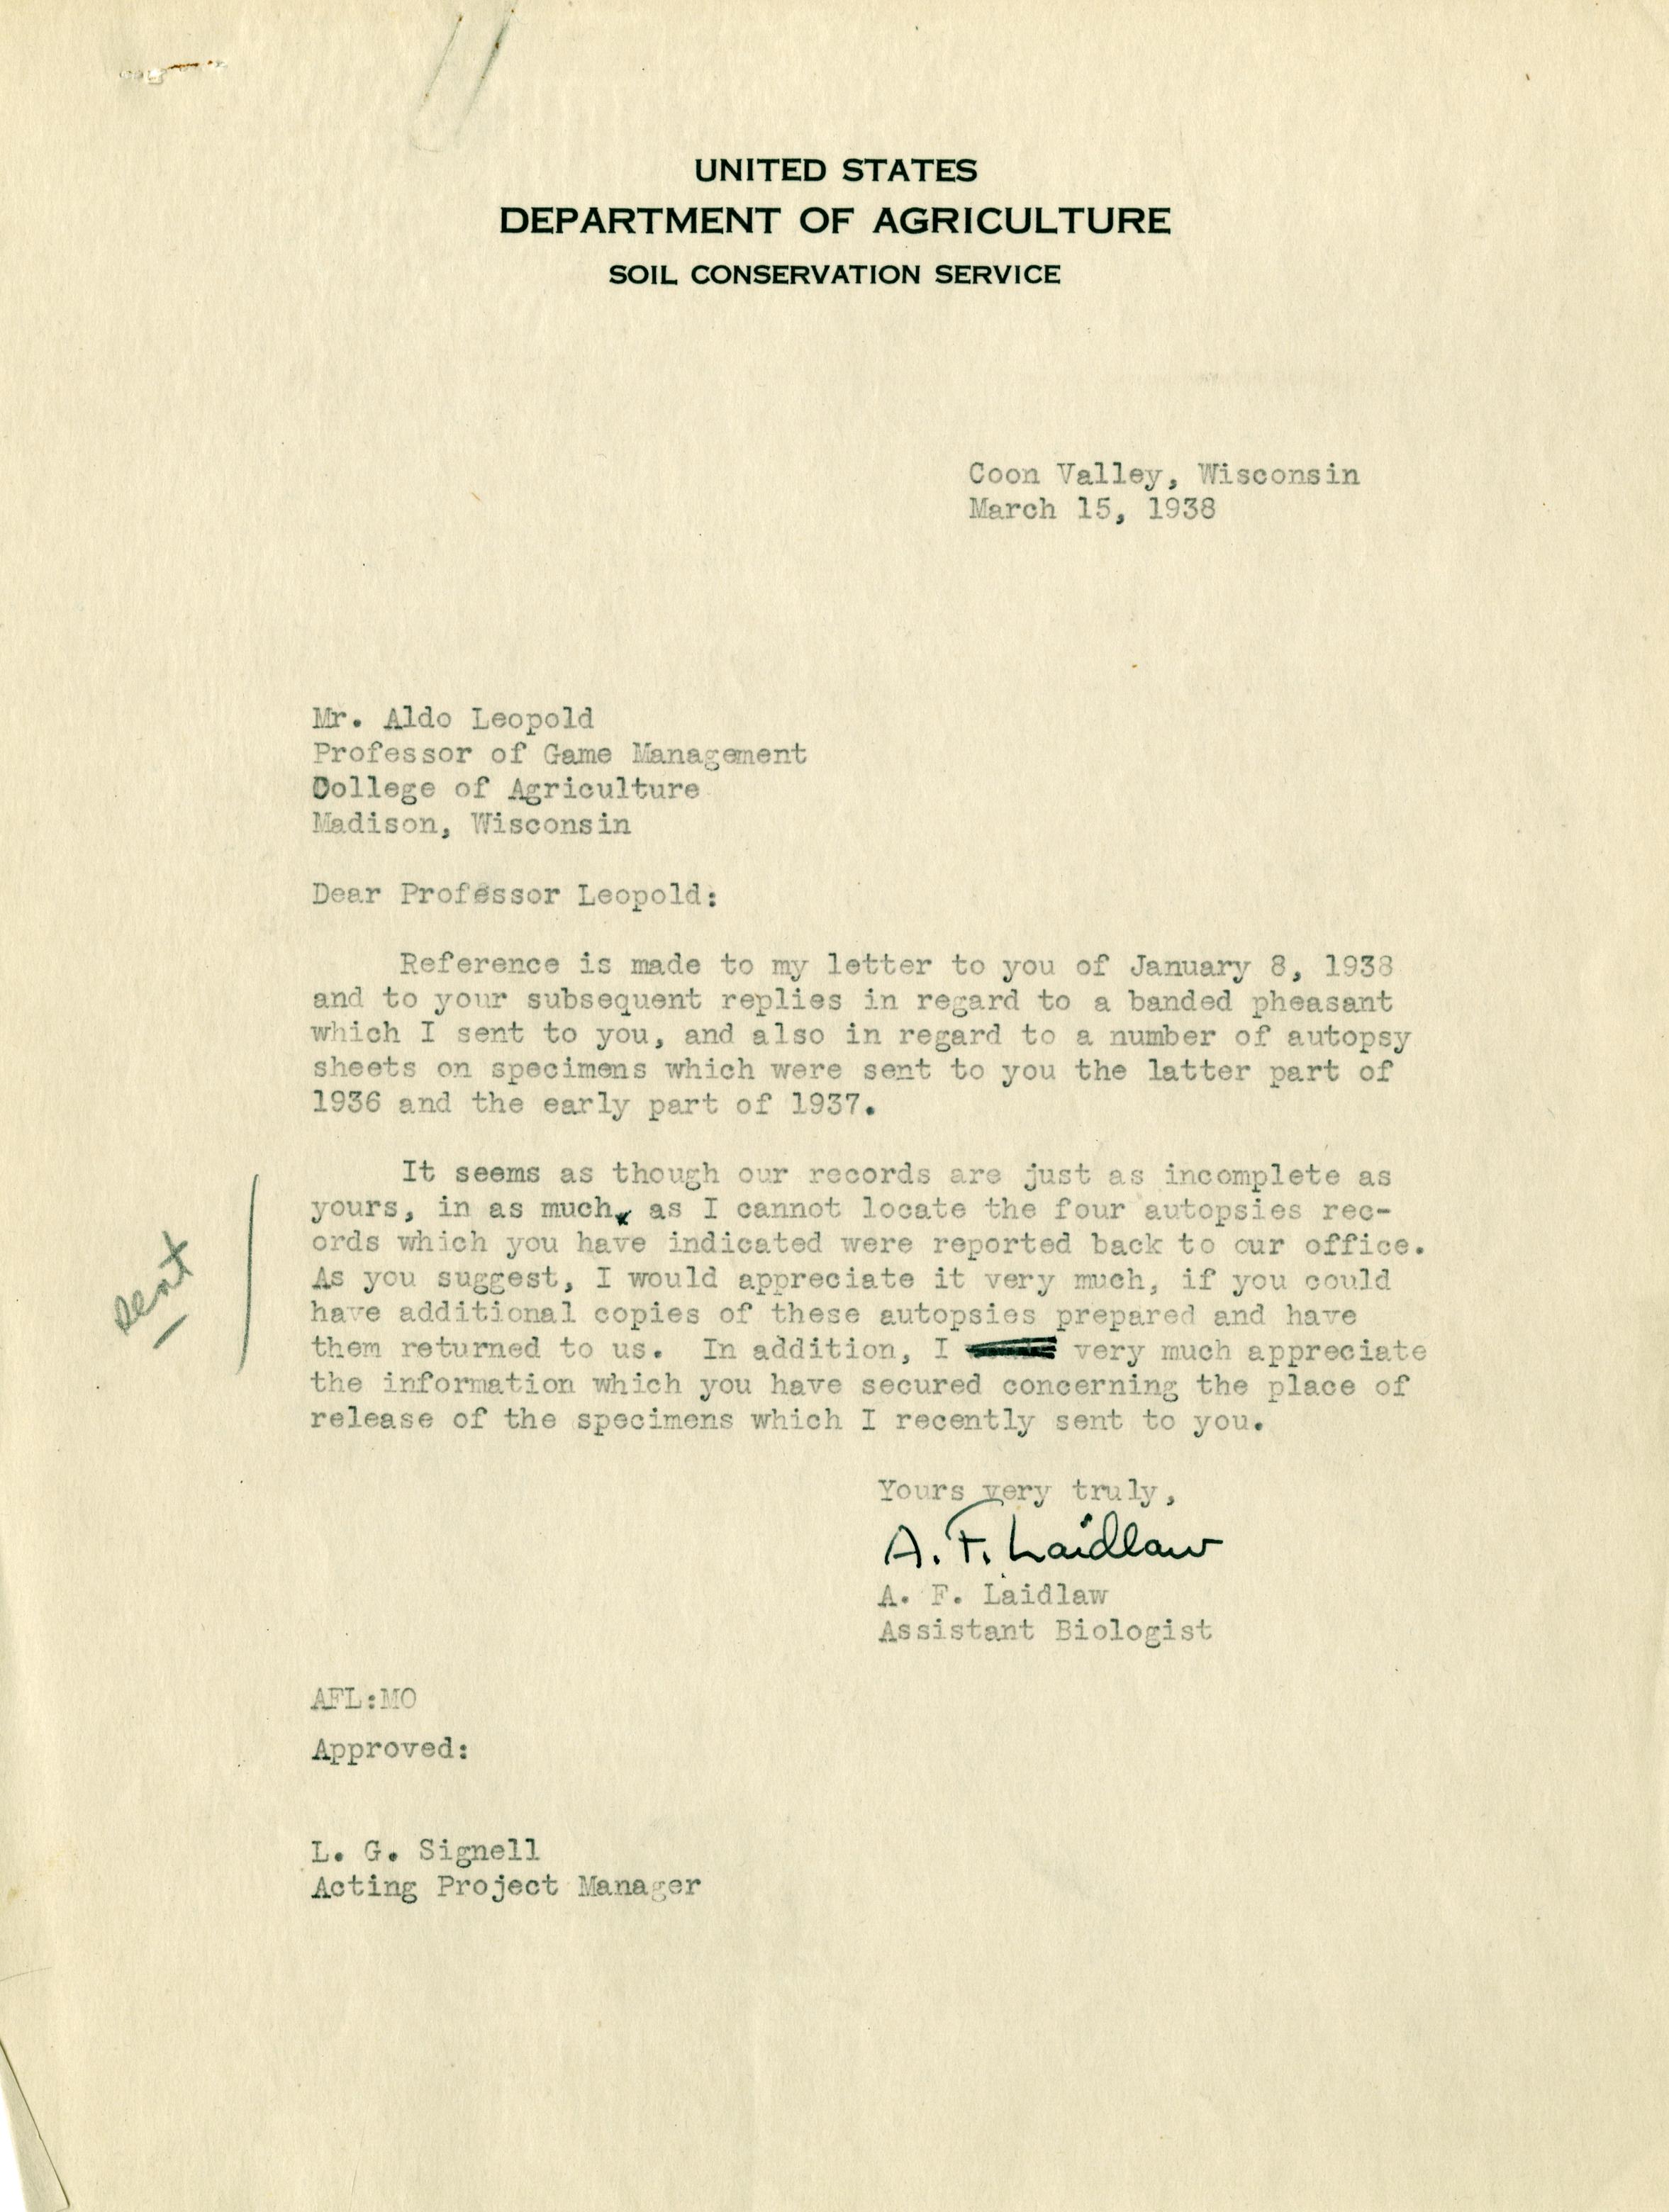 UNITED STATES
DEPARTMENT OF AGRICULTURE
SOIL CONSERVATION SERVICE
Coon Valley, Wisconsin
March 15, 1938
Mr. Aldo Leopold
Professor of Game Management
College of Agriculture
Madison, Wisconsin
Dear Professor Leopold:
Reference is made to my letter to you of January 8, 1938
and to your subsequent replies in regard to a banded pheasant
which I sent to you, and also in regard to a number of autopsy
sheets on specimens which were sent to you the latter part of
1936 and the early part of 1937.
It seems as though our records are just as incomplete as
yours, in as much, as I cannot locate the four autopsies rec-
ords which you have indicated were reported back to our office.
As you suggest, I would appreciate it very much, if you could
have additional copies of these autopsies prepared and have
them returned to us. In addition, I very much appreciate
the information which you have secured concerning the place of
release of the specimens which I recently sent to you.
sent
Yours very truly,
A. F. Laidlaw
A. F. Laidlaw
Assistant Biologist
AFL:MO
Approved:
L. G. Signell
Acting Project Manager